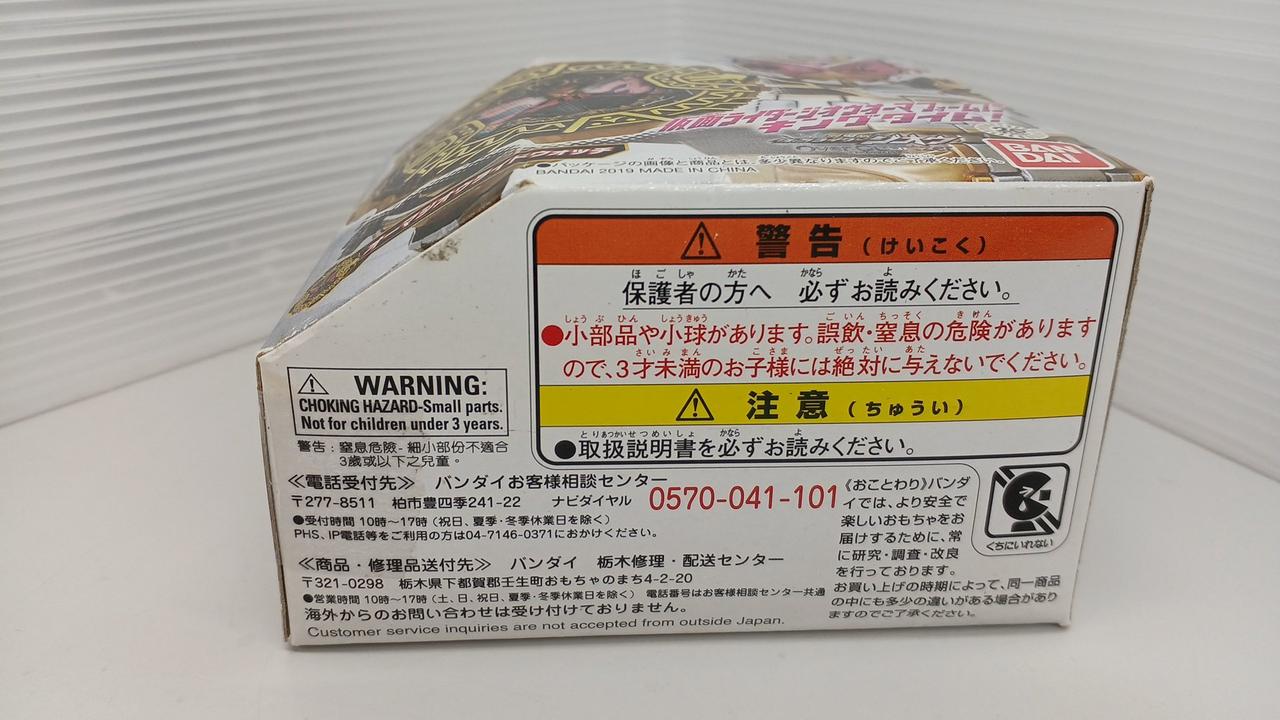 BAN
DAI
●パッケージの画像と商品とは、多少異なりますのでご了承ください。
BANDAI 2019 MADE IN CHINA
警告(けいこく)
保護者の方へ 必ずお読みください。
●小部品や小球があります。誤飲・窒息の危険があります
ので、3才未満のお子様には絶対に与えないでください。
注意(ちゅうい)
●取扱説明書を必ずお読みください。
WARNING:
CHOKING HAZARD-Small parts.
Not for children under 3 years.
警告:窒息危險-細小部份不適合
3歲或以下之兒童。
≪電話受付先≫ バンダイお客様相談センター
〒277-8511 柏市豊四季241-22 ナビダイヤル 0570-041-101
●受付時間 10時〜17時(祝日、夏季・冬季休業日を除く)
PHS、IP電話等をご利用の方は04-7146-0371におかけください。
≪商品・修理品送付先≫ バンダイ 栃木修理・配送センター
〒321-0298 栃木県下都賀郡壬生町おもちゃのまち4-2-20
●営業時間 10時〜17時(土、日、祝日、夏季・冬季休業日を除く) 電話番号はお客様相談センター共通
海外からのお問い合わせは受け付けておりません。
Customer service inquiries are not accepted from outside Japan.
《おことわり》バンダ
イでは、より安全で
楽しいおもちゃをお
届けするために、常
に研究・調査・改良
を行っております。
お買い上げの時期によって、同一商品
の中にも多少の違いがある場合があり
ますのでご了承ください。
くちにいれない